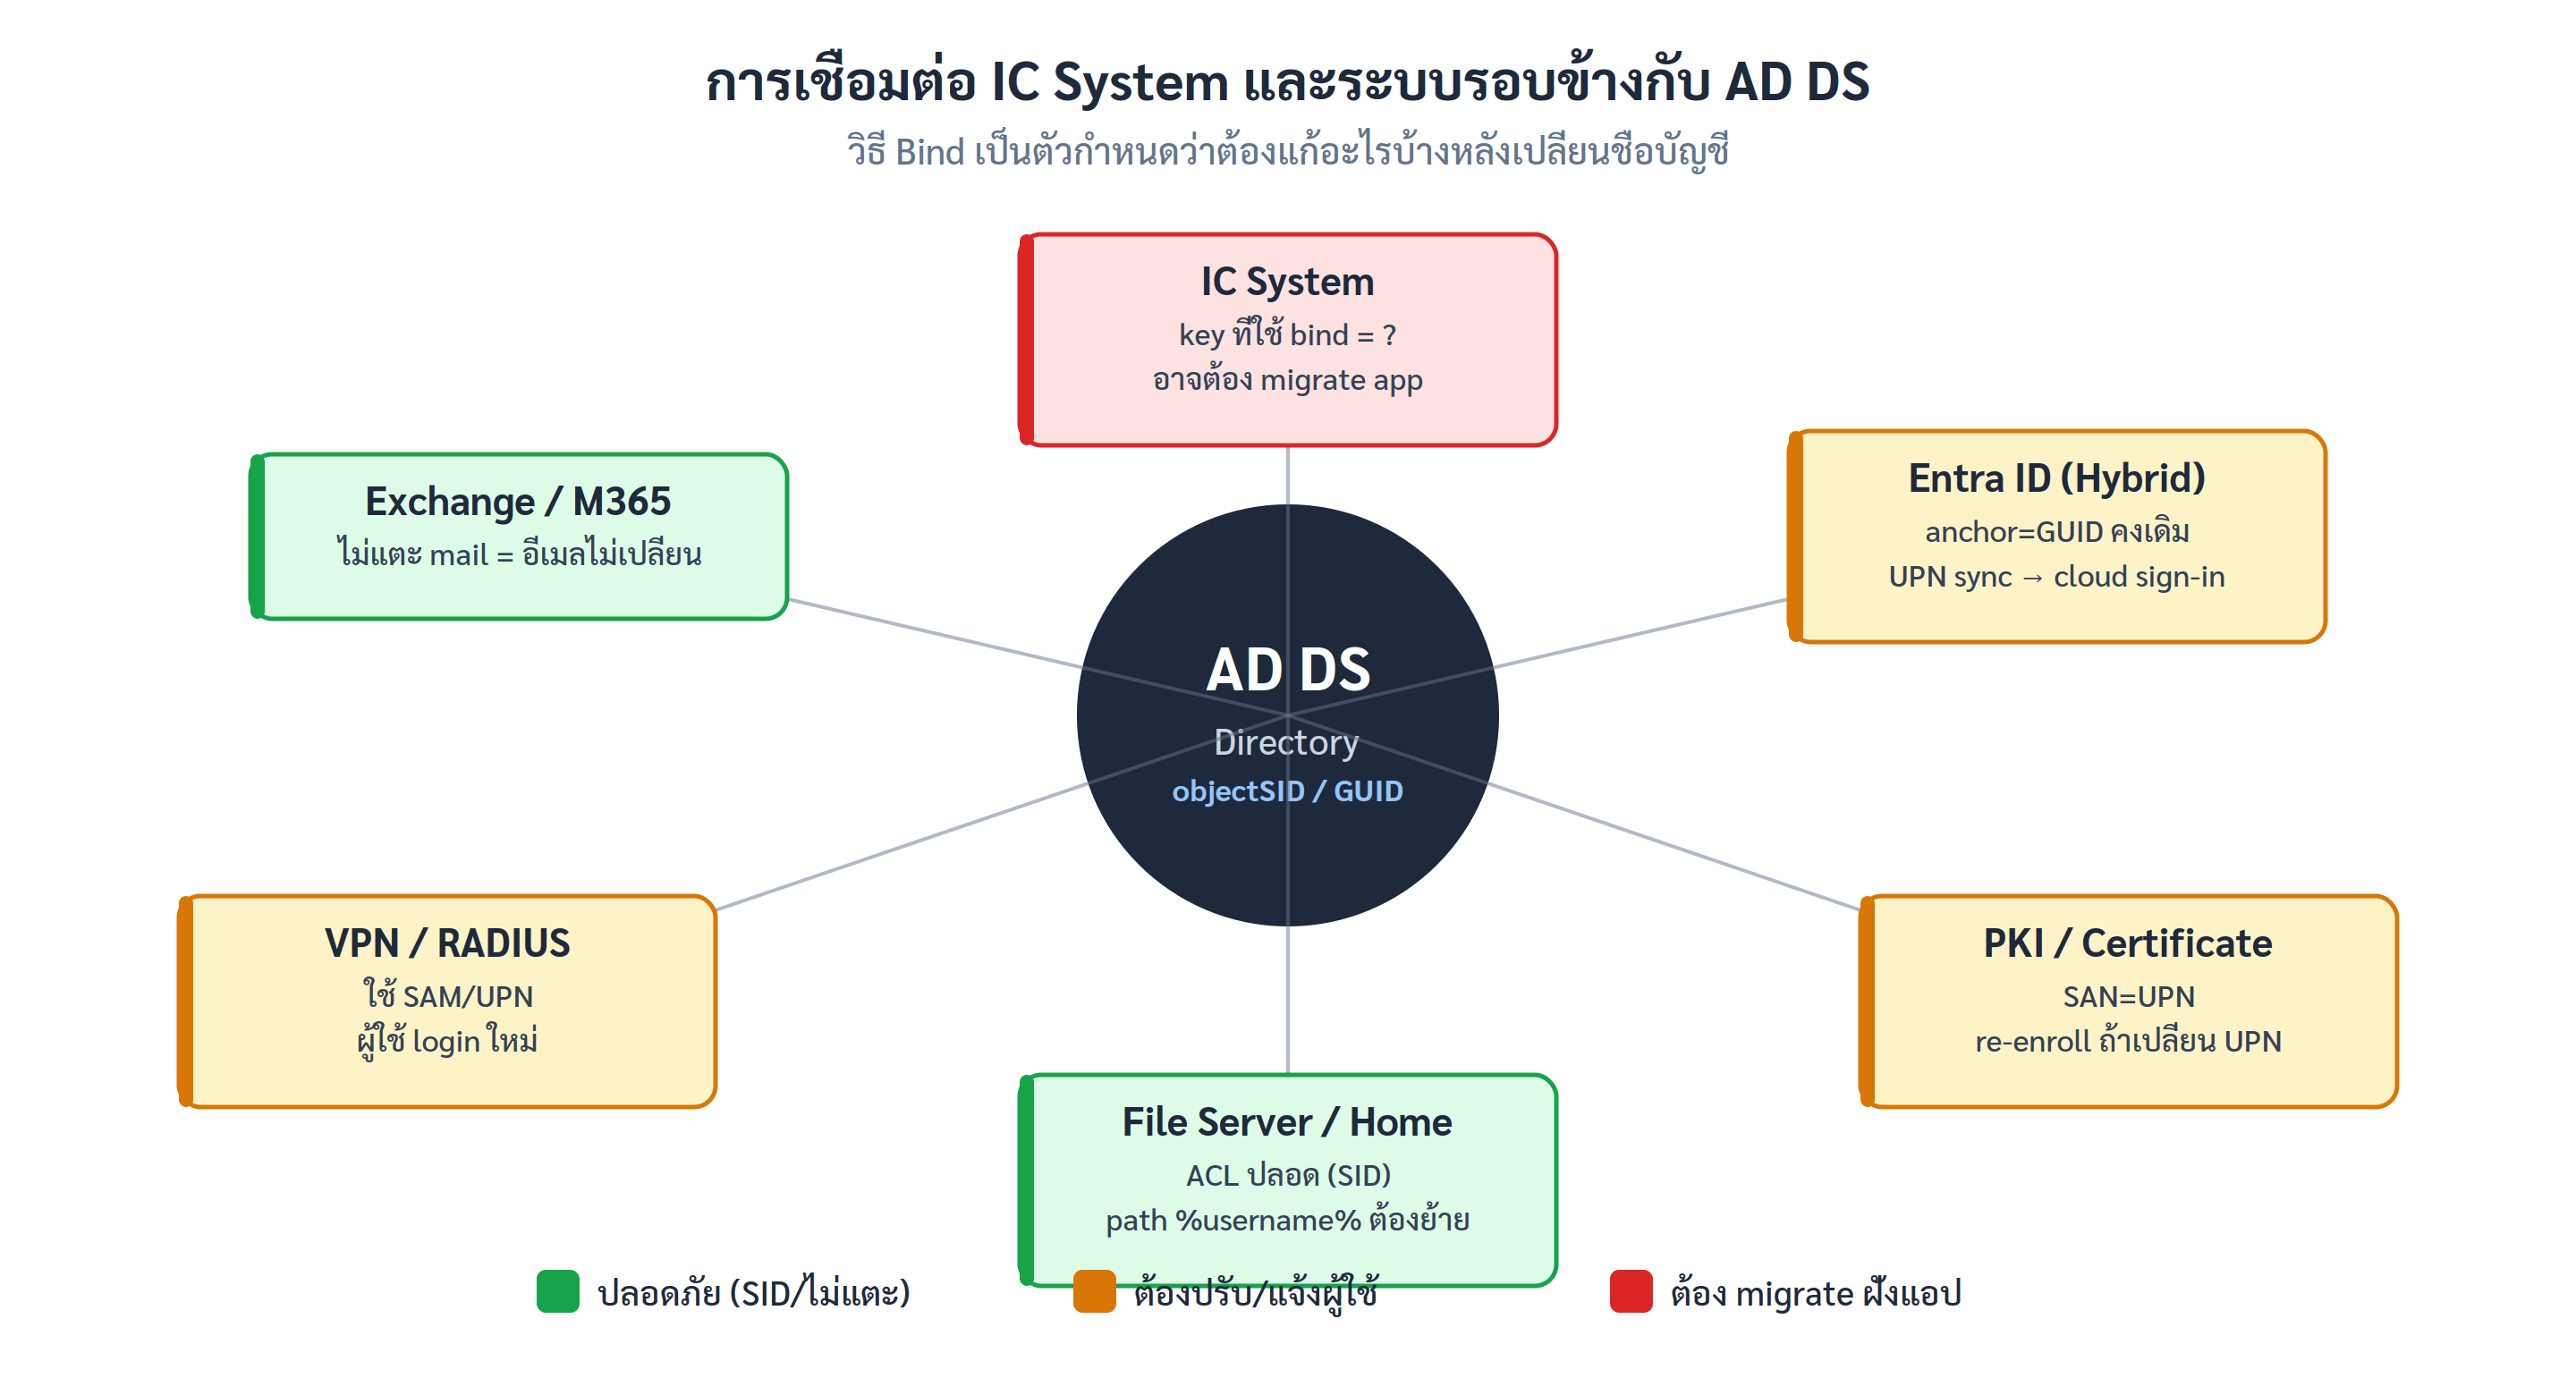 การเชื่อมต่อ IC System และระบบรอบข้างกับ AD DS
วิธี Bind เป็นตัวกำหนดว่าต้องแก้อะไรบ้างหลังเปลี่ยนชื่อบัญชี
IC System
key ที่ใช้ bind = ?
อาจต้อง migrate app
Exchange / M365
ไม่แตะ mail = อีเมลไม่เปลี่ยน
Entra ID (Hybrid)
anchor=GUID คงเดิม
UPN sync → cloud sign-in
AD DS
Directory
objectSID / GUID
VPN / RADIUS
ใช้ SAM/UPN
ผู้ใช้ login ใหม่
PKI / Certificate
SAN=UPN
re-enroll ถ้าเปลี่ยน UPN
File Server / Home
ACL ปลอด (SID)
path %username% ต้องย้าย
ปลอดภัย (SID/ไม่แตะ)
ต้องปรับ/แจ้งผู้ใช้
ต้อง migrate ฝั่งแอป